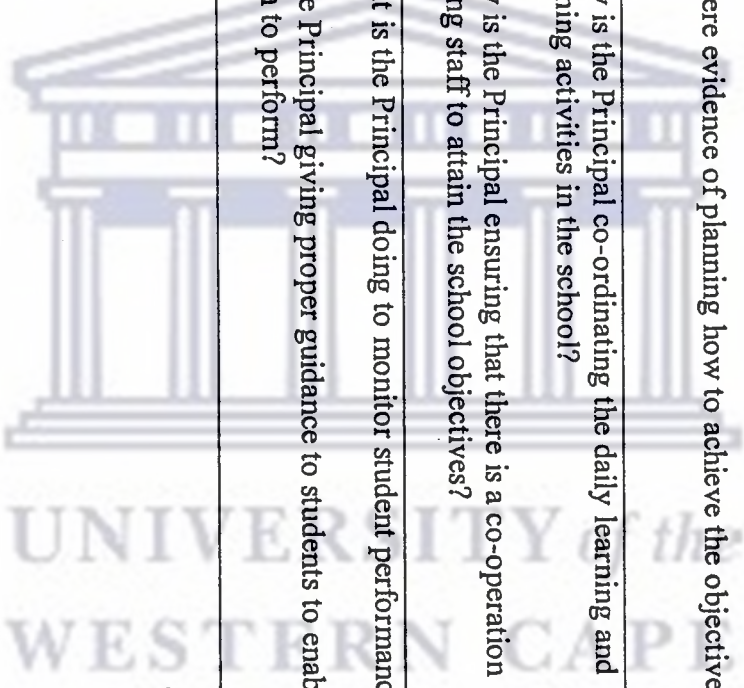 ere evidence of planning how to achieve the objective
y is the Principal co-ordinating the daily learning and
ning activities in the school?
y is the Principal ensuring that there is a co-operation
ng staff to attain the school objectives?
t is the Principal doing to monitor student performanc
e Principal giving proper guidance to students to enab
n to perform?
UNIVERSITY of the
WESTERN CAPE